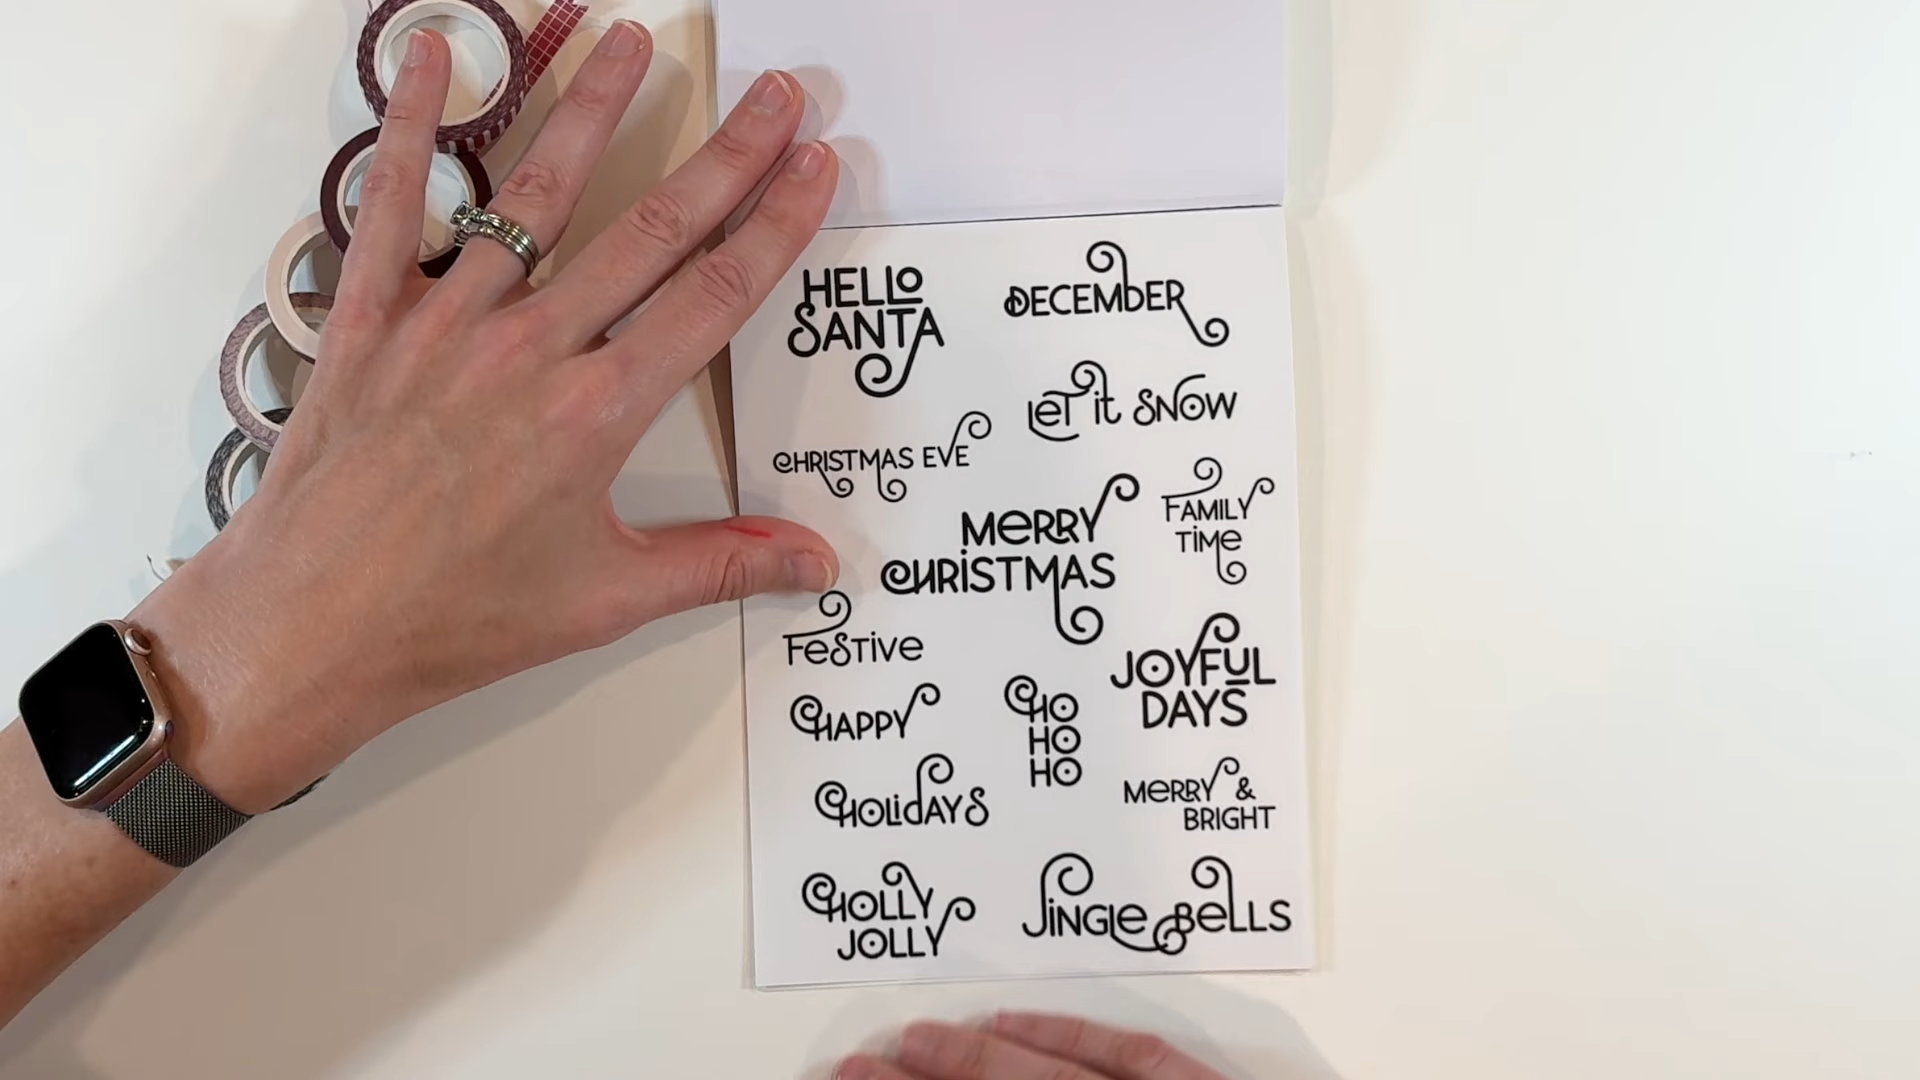 HELLO
SANTA
DECEMBER
LET it SNOW
CHRISTMAS EVE
MERRY
CHRISTMAS
FAMILY
TIME
FESTIVE
JOYFUL
DAYS
HAPPY
HO
HO
HO
HOLIDAYS
MERRY &
BRIGHT
HOLLY
JOLLY
JINGLE BELLS